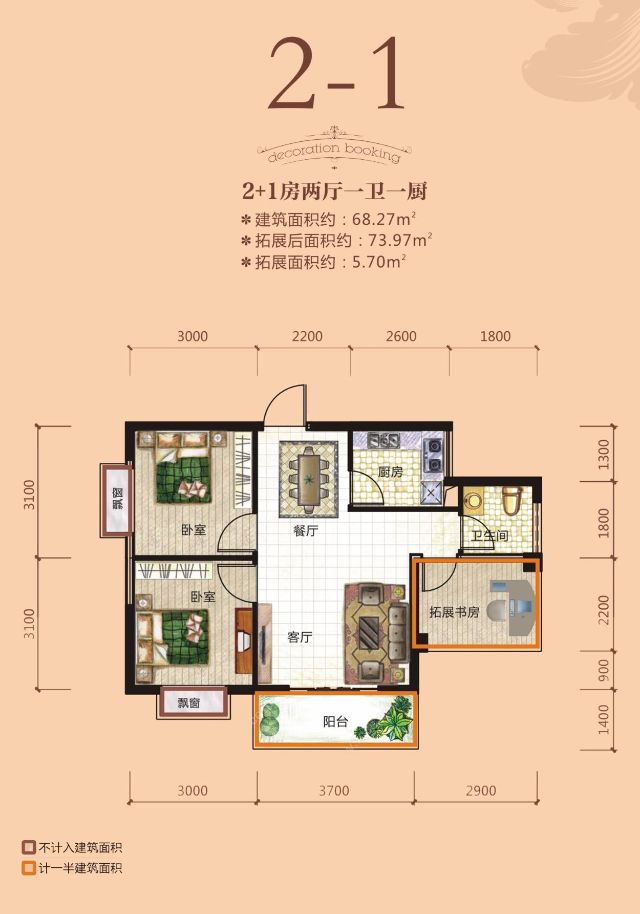 2-1
decoration booking
2+1房两厅一卫一厨
✻ 建筑面积约：68.27m²
✻ 拓展后面积约：73.97m²
✻ 拓展面积约：5.70m²
3000 2200 2600 1800
3100
1300
厨房
飘窗
卧室
餐厅
1800
卫生间
3100
卧室
2200
拓展书房
客厅
900
飘窗
阳台
1400
3000 3700 2900
不计入建筑面积
计一半建筑面积